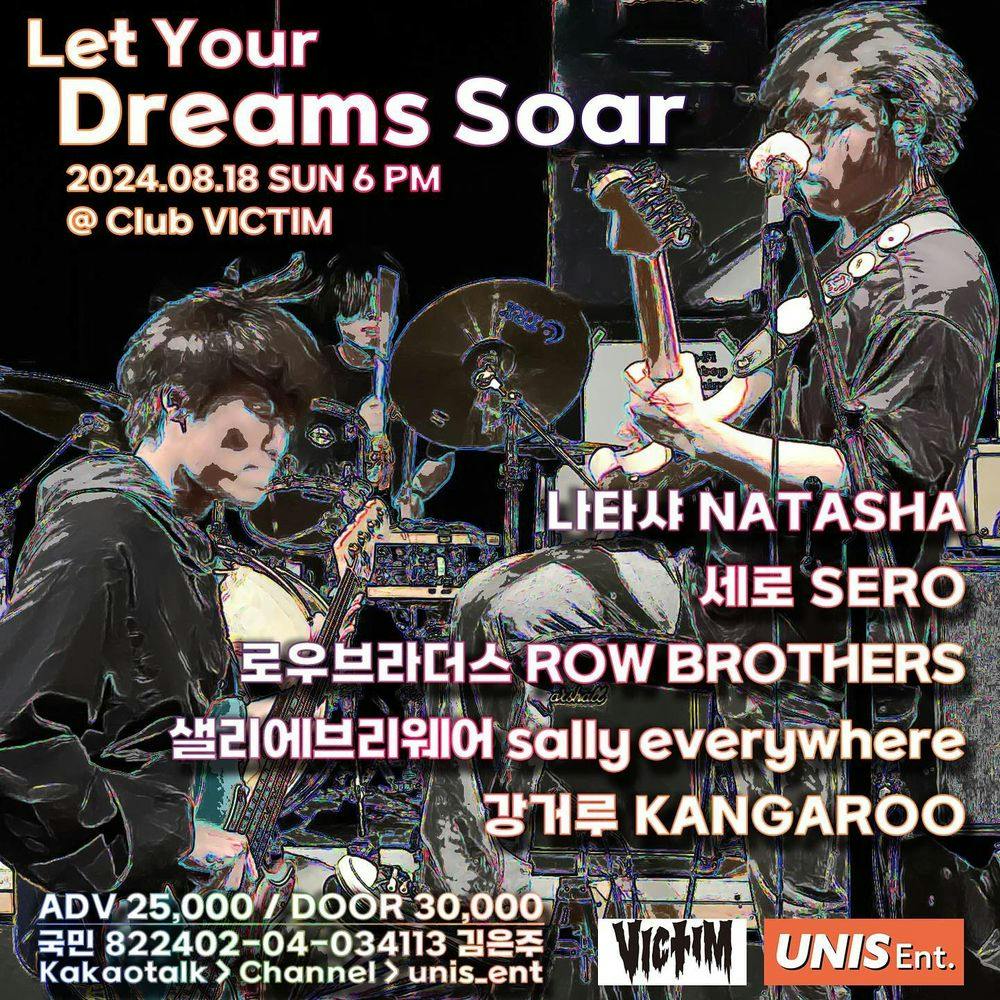 Let Your
Dreams Soar
2024.08.18 SUN 6 PM
@ Club VICTIM
나타샤 NATASHA
세로 SERO
로우브라더스 ROW BROTHERS
샐리에브리웨어 sally everywhere
강거루 KANGAROO
ADV 25,000 / DOOR 30,000
국민 822402-04-034113 김은주
Kakaotalk > Channel > unis_ent
VICTIM
UNIS Ent.